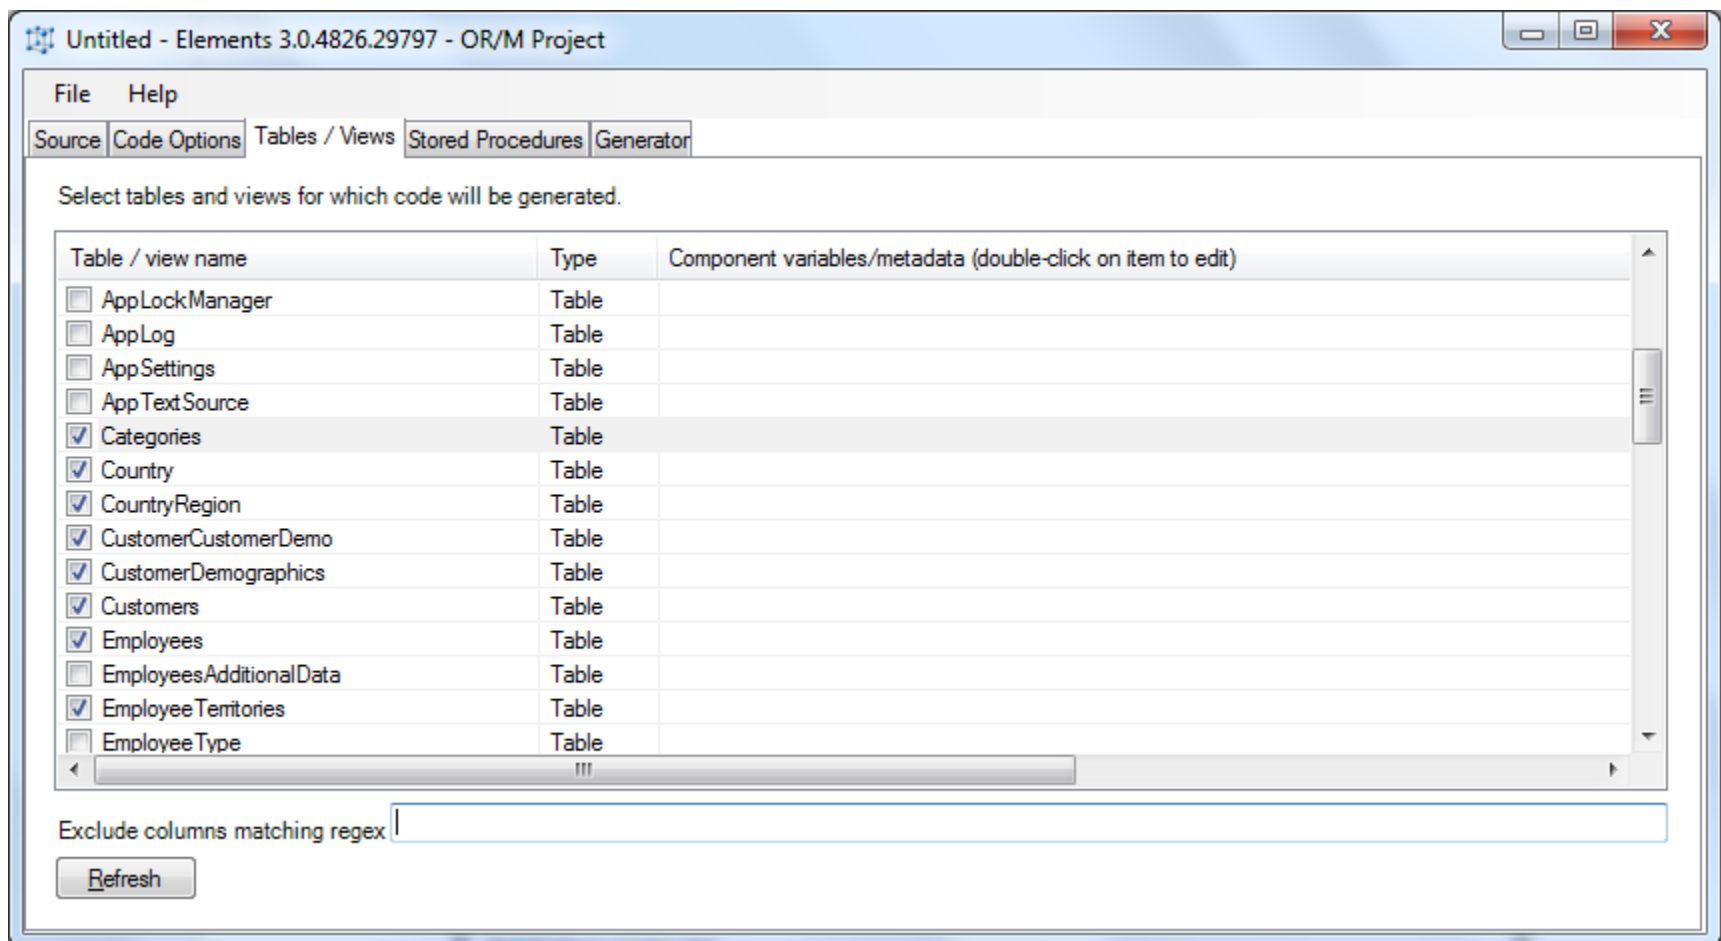 Untitled - Elements 3.0.4826.29797 - OR/M Project
File Help
Source Code Options Tables / Views Stored Procedures Generator
Select tables and views for which code will be generated.
Table / view name Type Component variables/metadata (double-click on item to edit)
AppLockManager Table
AppLog Table
AppSettings Table
AppTextSource Table
Categories Table
Country Table
CountryRegion Table
CustomerCustomerDemo Table
CustomerDemographics Table
Customers Table
Employees Table
EmployeesAdditionalData Table
EmployeeTerritories Table
EmployeeType Table
Exclude columns matching regex
Refresh